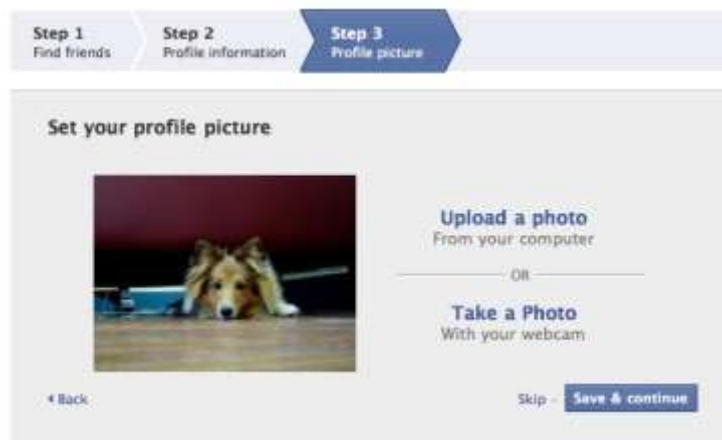 Step 1
Find friends
Step 2
Profile information
Step 3
Profile picture
Set your profile picture
Upload a photo
From your computer
OR
Take a Photo
With your webcam
Back
Skip - Save & continue